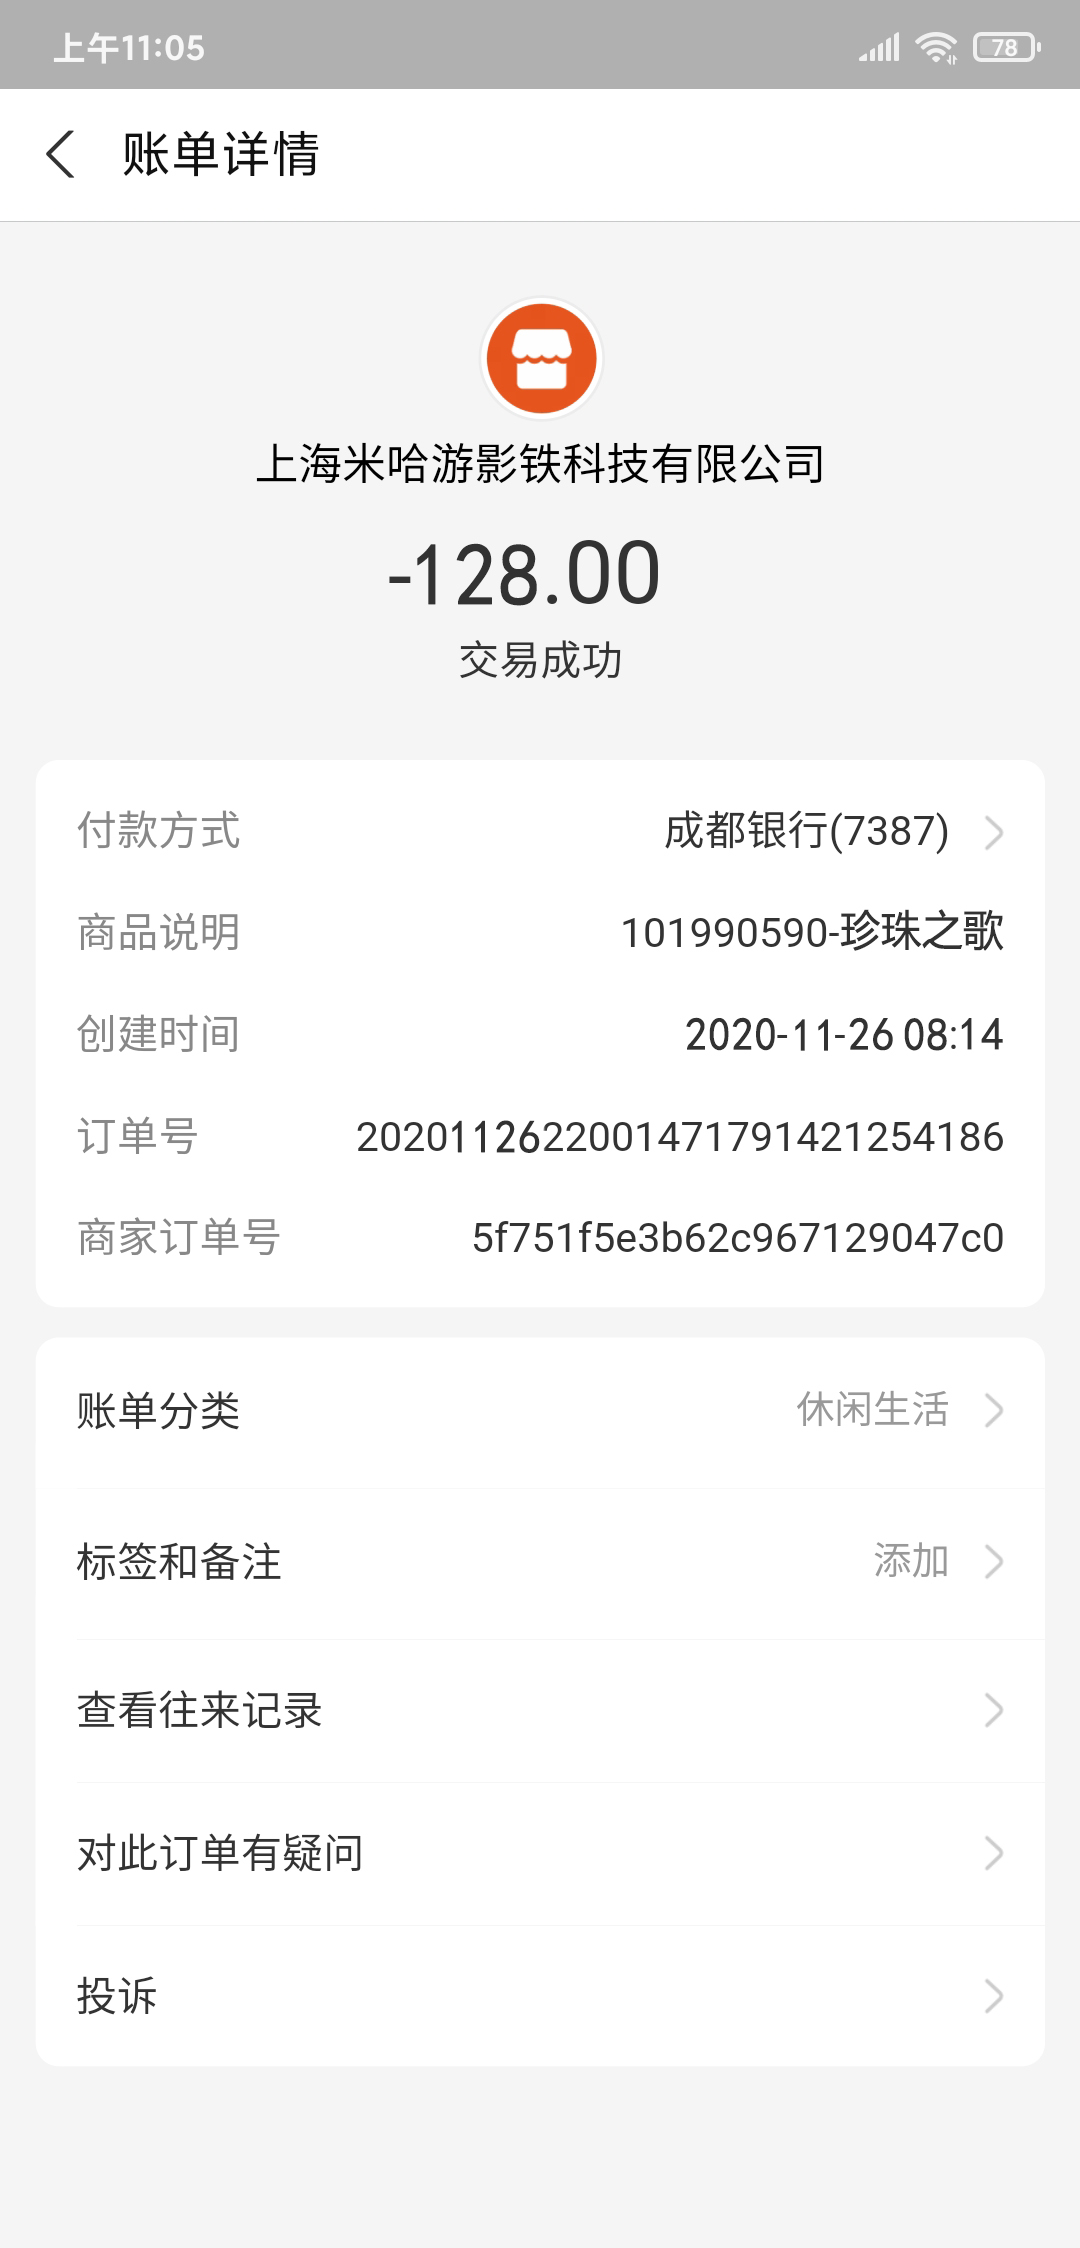 上午11:05
78
账单详情
上海米哈游影铁科技有限公司
-128.00
交易成功
付款方式 成都银行(7387)
商品说明 101990590-珍珠之歌
创建时间 2020-11-26 08:14
订单号 2020112622001471791421254186
商家订单号 5f751f5e3b62c967129047c0
账单分类 休闲生活
标签和备注 添加
查看往来记录
对此订单有疑问
投诉